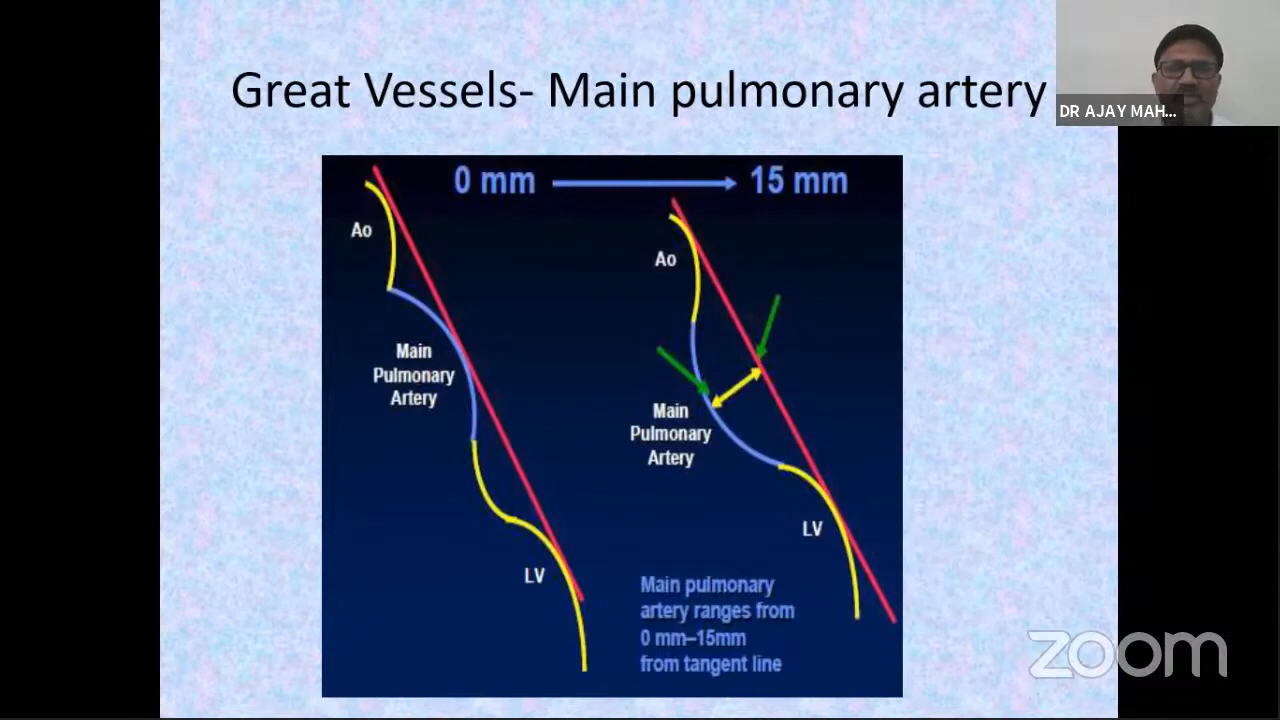 Great Vessels- Main pulmonary artery
DR AJAY MAH...
0 mm
15 mm
Ao
Main
Pulmonary
Artery
LV
Ao
Main
Pulmonary
Artery
LV
Main pulmonary
artery ranges from
0 mm–15mm
from tangent line
zoom